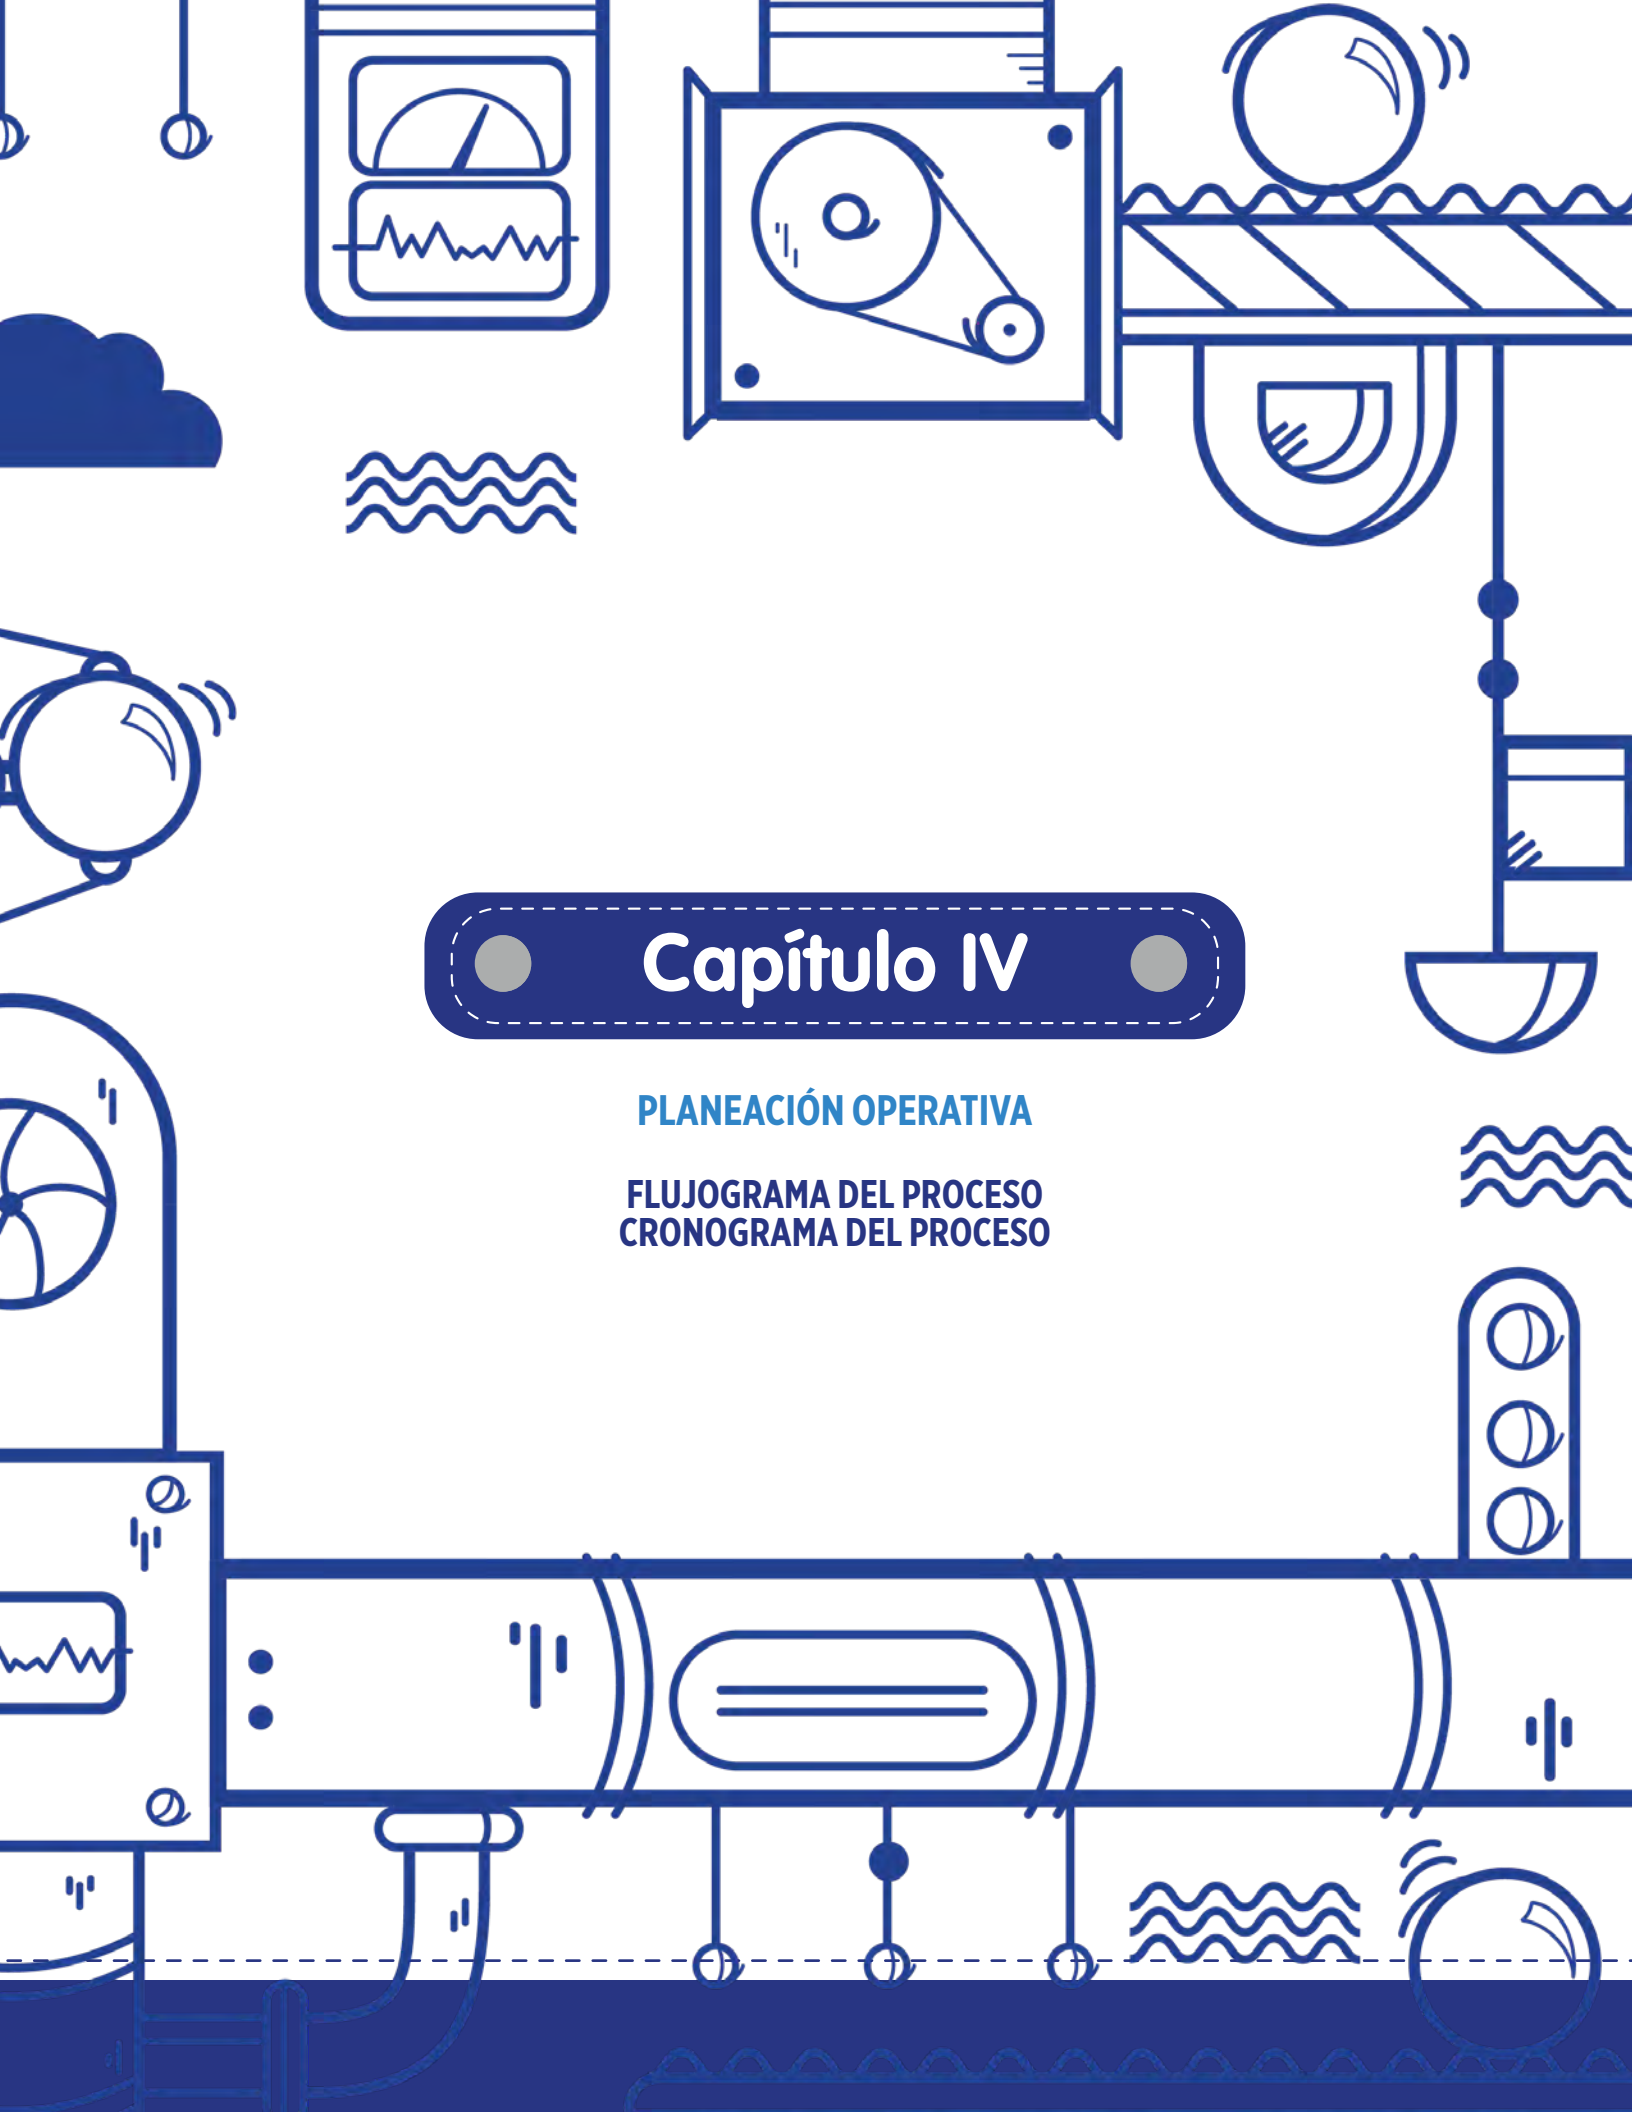 Capítulo IV
PLANEACIÓN OPERATIVA
FLUJOGRAMA DEL PROCESO
CRONOGRAMA DEL PROCESO